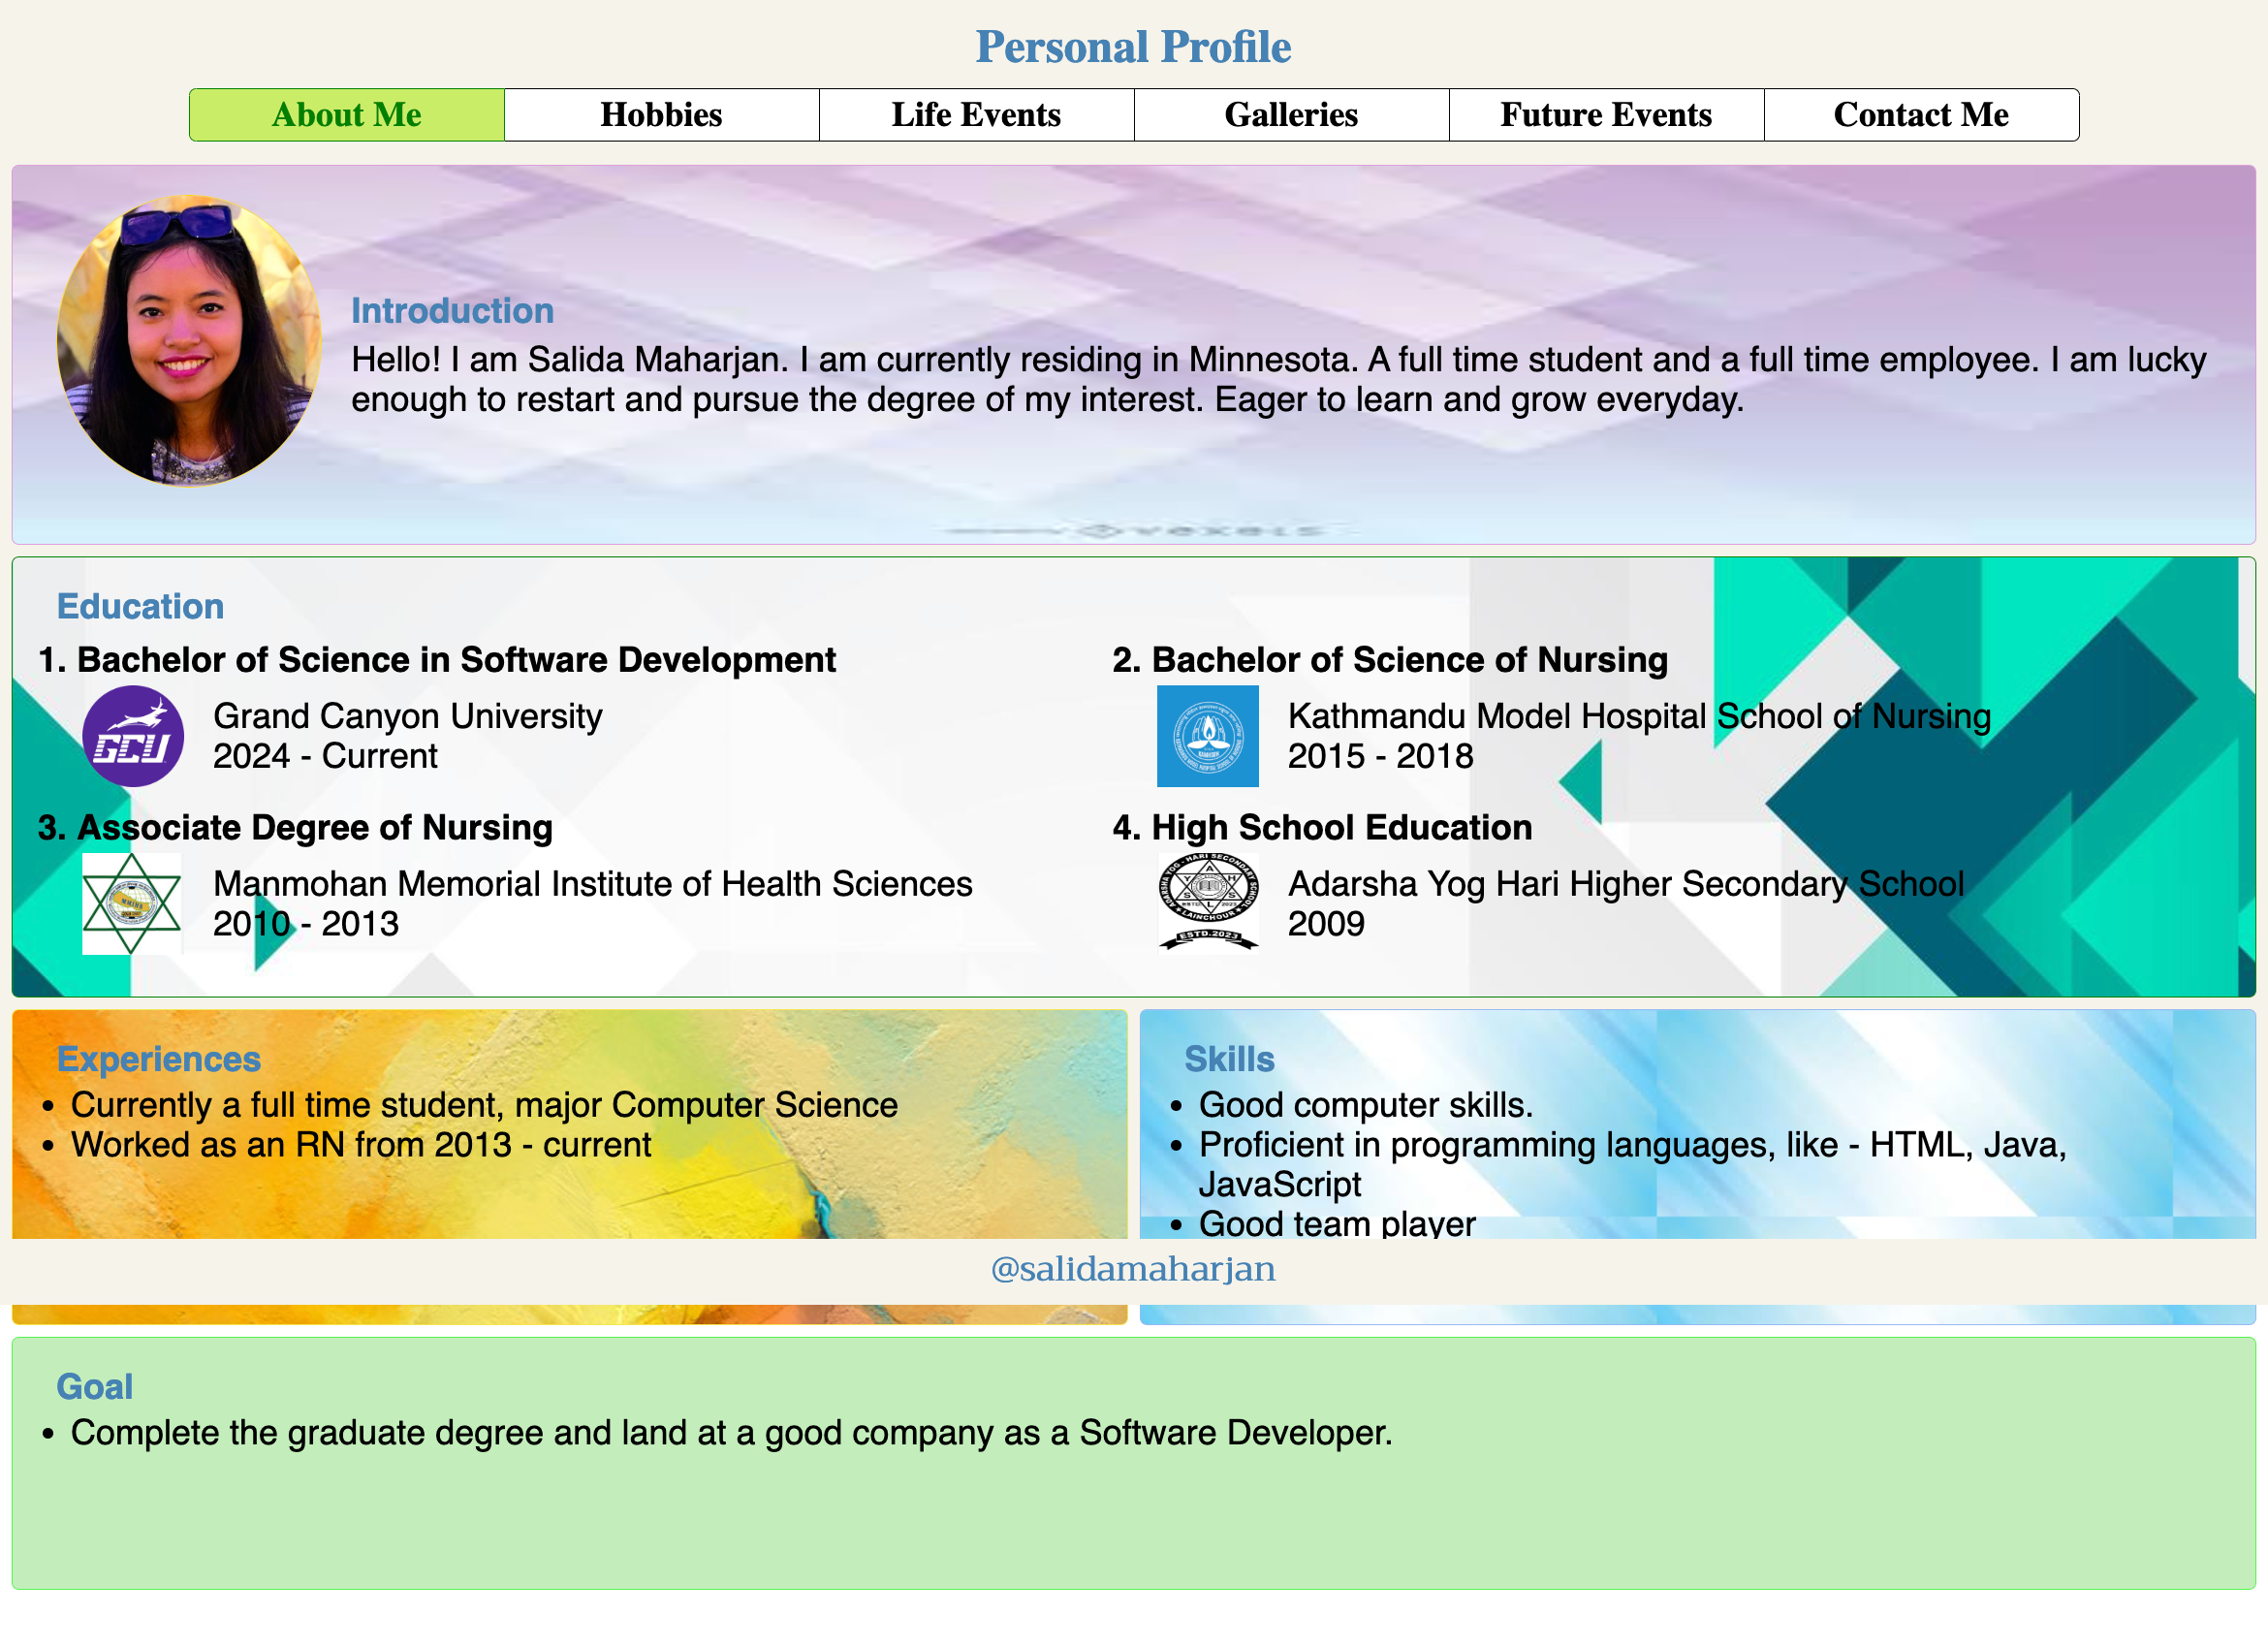 Personal Profile
About Me
Hobbies
Life Events
Galleries
Future Events
Contact Me
Introduction
Hello! I am Salida Maharjan. I am currently residing in Minnesota. A full time student and a full time employee. I am lucky
enough to restart and pursue the degree of my interest. Eager to learn and grow everyday.
vexels
Education
1. Bachelor of Science in Software Development
GCU
Grand Canyon University
2024 - Current
2. Bachelor of Science of Nursing
Kathmandu Model Hospital School of Nursing
2015 - 2018
3. Associate Degree of Nursing
Manmohan Memorial Institute of Health Sciences
2010 - 2013
4. High School Education
ESTD.2023
Adarsha Yog Hari Higher Secondary School
2009
Experiences
• Currently a full time student, major Computer Science
• Worked as an RN from 2013 - current
Skills
• Good computer skills.
• Proficient in programming languages, like - HTML, Java,
JavaScript
• Good team player
@salidamaharjan
Goal
• Complete the graduate degree and land at a good company as a Software Developer.